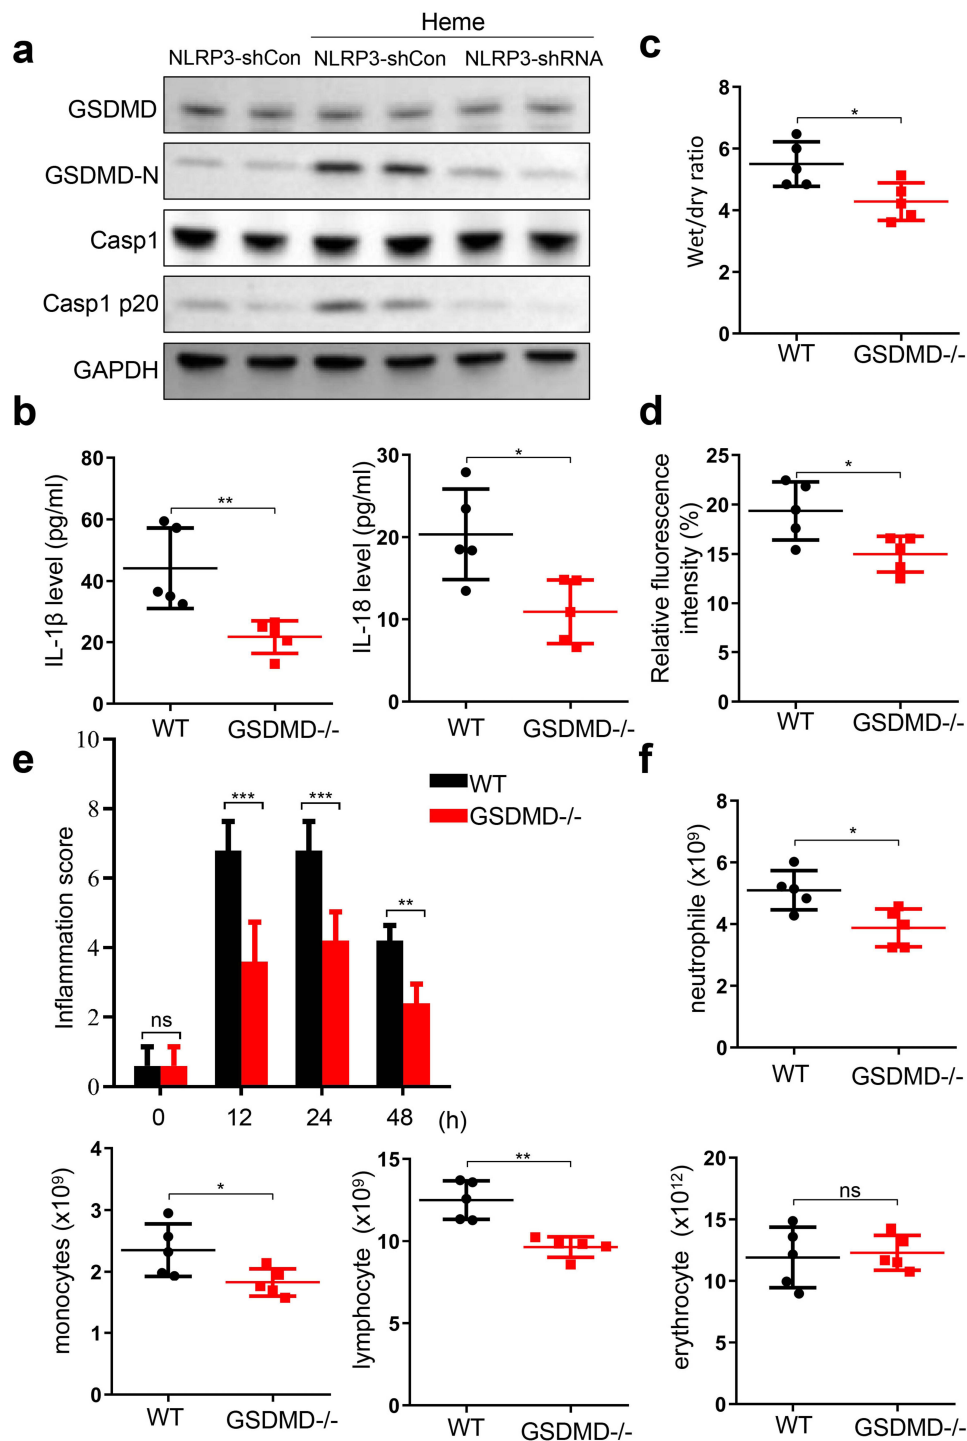 a
Heme
NLRP3-shCon NLRP3-shCon NLRP3-shRNA
GSDMD
GSDMD-N
Casp1
Casp1 p20
GAPDH
c
Wet/dry ratio
8
6
4
2
0
*
WT GSDMD-/-
b
IL-1β level (pg/ml)
80
60
40
20
0
**
WT GSDMD-/-
IL-18 level (pg/ml)
30
20
10
0
*
WT GSDMD-/-
d
Relative fluorescence
intensity (%)
25
20
15
10
5
0
*
WT GSDMD-/-
e
Inflammation score
10
8
6
4
2
0
ns
***
***
**
WT
GSDMD-/-
0 12 24 48 (h)
f
neutrophile (x10⁹)
8
6
4
2
0
*
WT GSDMD-/-
monocytes (x10⁹)
4
3
2
1
0
*
WT GSDMD-/-
lymphocyte (x10⁹)
15
10
5
0
**
WT GSDMD-/-
erythrocyte (x10¹²)
20
15
10
5
0
ns
WT GSDMD-/-